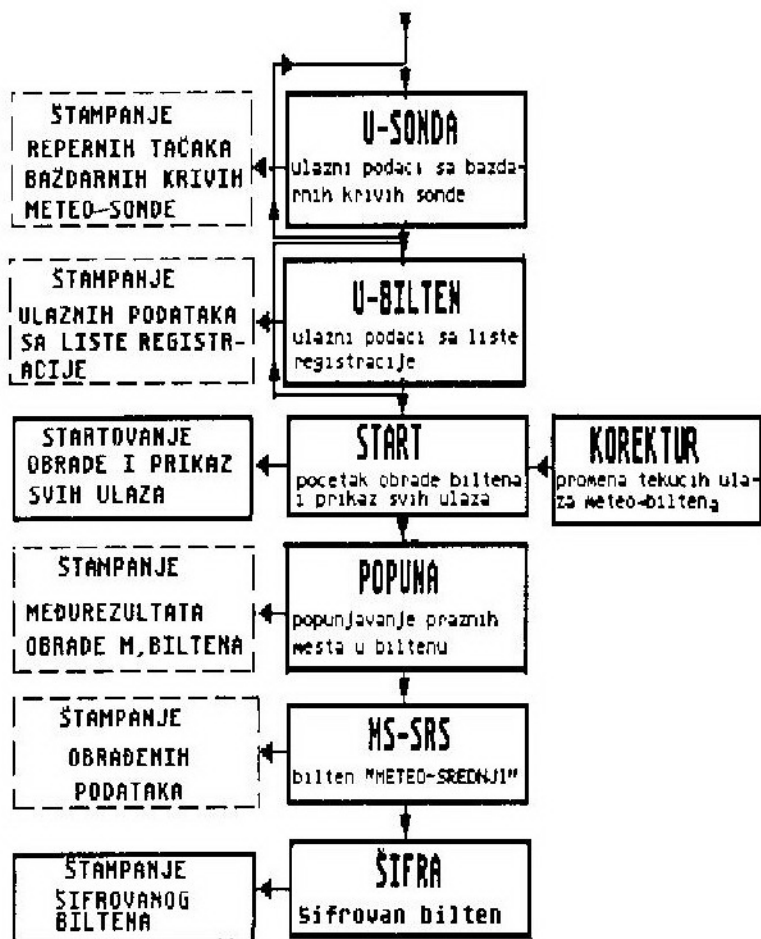 ŠTAMPANJE
REPERNIH TAČAKA
BAŽDARNIH KRIVIH
METEO-SONDE
U-SONDA
ulazni podaci sa bazda-
rnih krivih sonde
ŠTAMPANJE
ULAZNIH PODATAKA
SA LISTE REGISTR-
ACIJE
U-BILTEN
ulazni podaci sa liste
registracije
STARTOVANJE
OBRADE I PRIKAZ
SVIH ULAZA
START
pocetak obrade biltena
i prikaz svih ulaza
KOREKTUR
promena tekucih ula-
za meteo-biltena
ŠTAMPANJE
MEĐUREZULTATA
OBRADE M,BILTENA
POPUNA
popunjavanje praznih
mesta u biltenu
ŠTAMPANJE
OBRAĐENIH
PODATAKA
MS-SRS
bilten "METEO-SREDNJI"
ŠTAMPANJE
ŠIFROVANOG
BILTENA
ŠIFRA
Šifrovan bilten